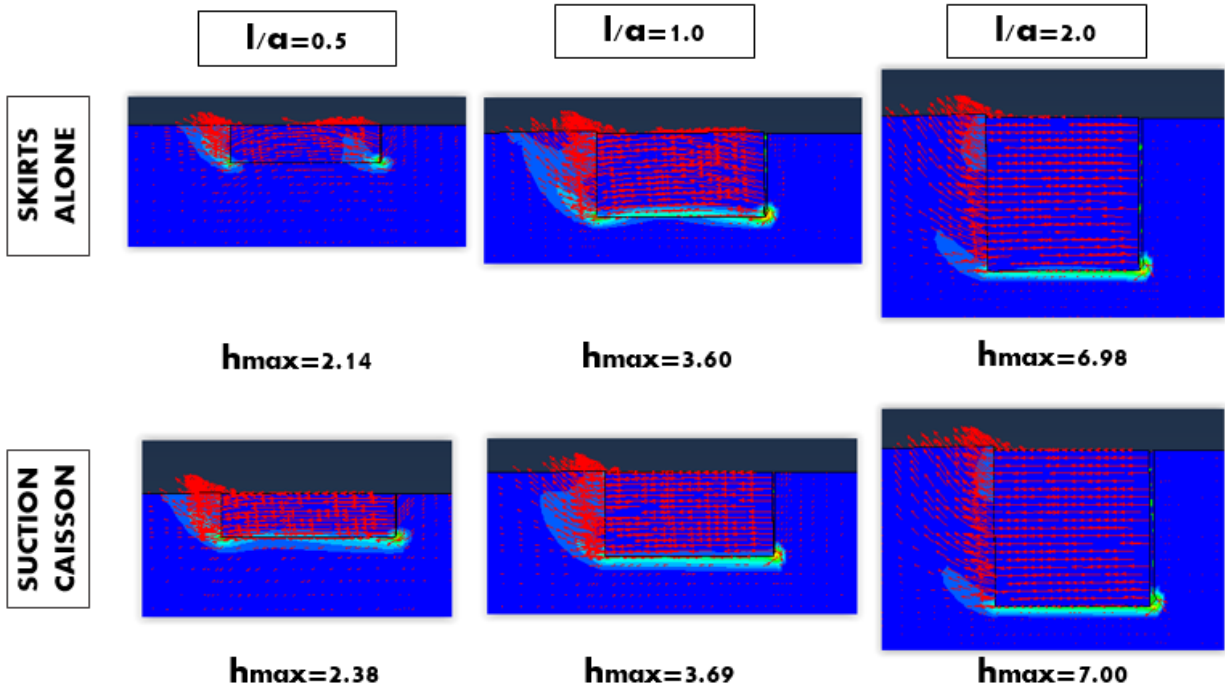 l/a=0.5
l/a=1.0
l/a=2.0
SKIRTS
ALONE
hmax=2.14
hmax=3.60
hmax=6.98
SUCTION
CAISSON
hmax=2.38
hmax=3.69
hmax=7.00